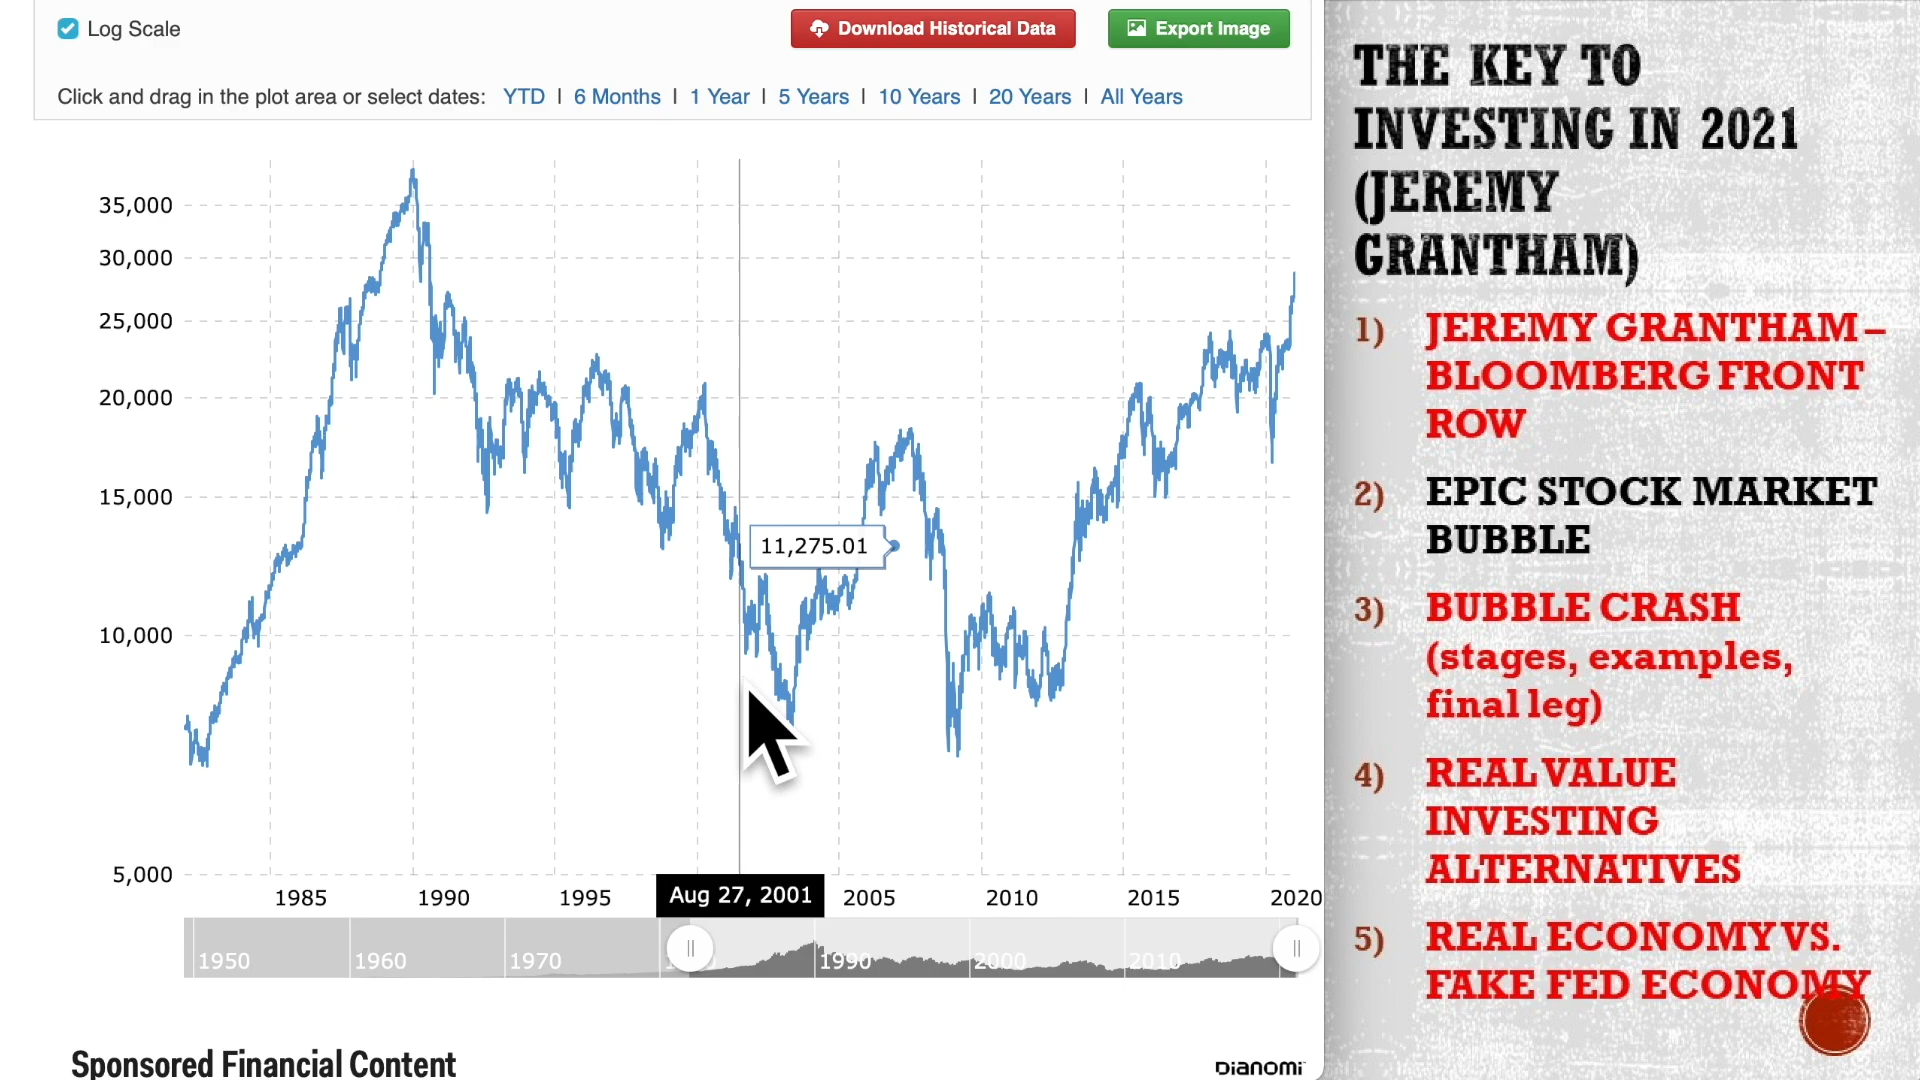 Log Scale
Download Historical Data
Export Image
Click and drag in the plot area or select dates: YTD | 6 Months | 1 Year | 5 Years | 10 Years | 20 Years | All Years
35,000
30,000
25,000
20,000
15,000
10,000
5,000
11,275.01
1985
1990
1995
Aug 27, 2001
2005
2010
2015
2020
1950
1960
1970
1990
2000
2010
Sponsored Financial Content
Dianomi
THE KEY TO
INVESTING IN 2021
(JEREMY
GRANTHAM)
1) JEREMY GRANTHAM –
BLOOMBERG FRONT
ROW
2) EPIC STOCK MARKET
BUBBLE
3) BUBBLE CRASH
(stages, examples,
final leg)
4) REAL VALUE
INVESTING
ALTERNATIVES
5) REAL ECONOMY VS.
FAKE FED ECONOMY